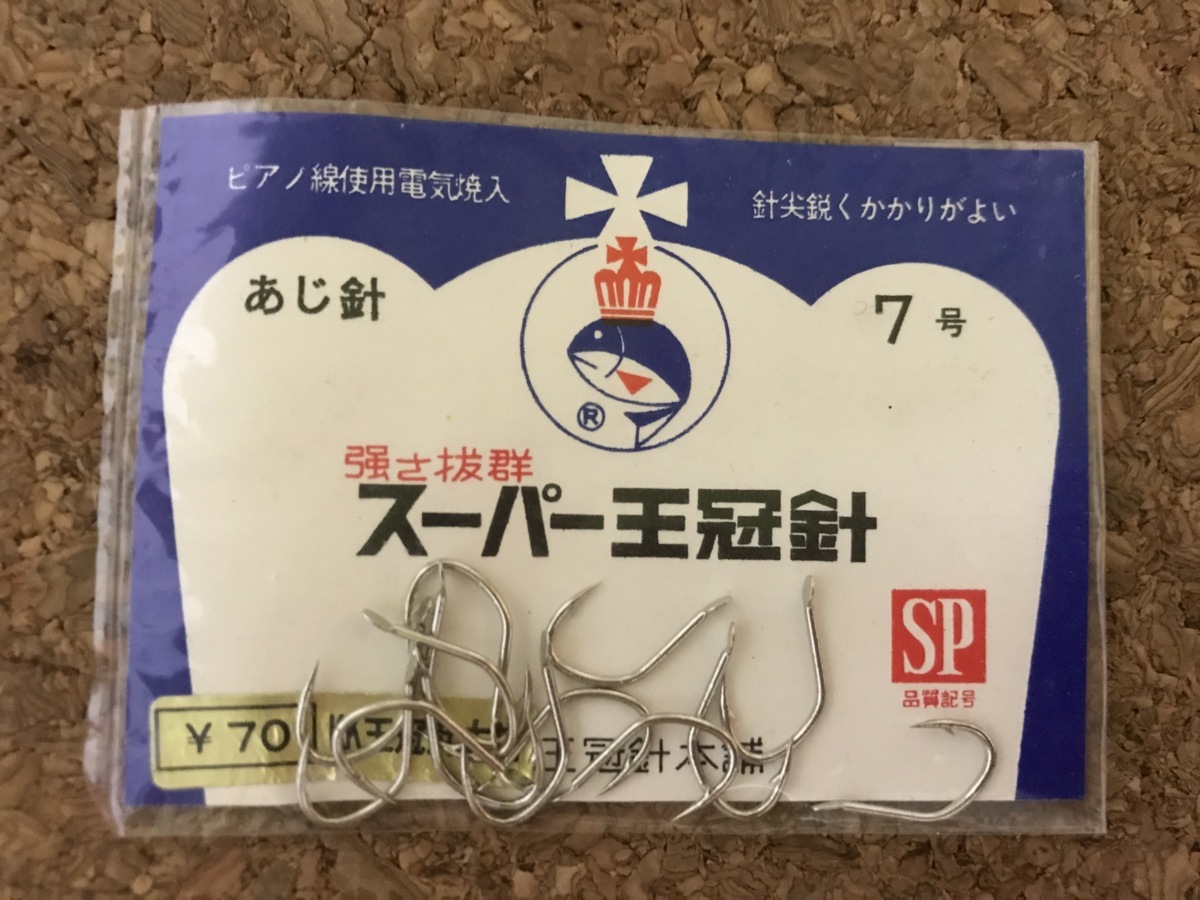 ピアノ線使用電気焼入
針尖鋭くかかりがよい
あじ針
7号
®
強さ抜群
スーパー王冠針
SP
品質記号
¥70
王冠針本舗